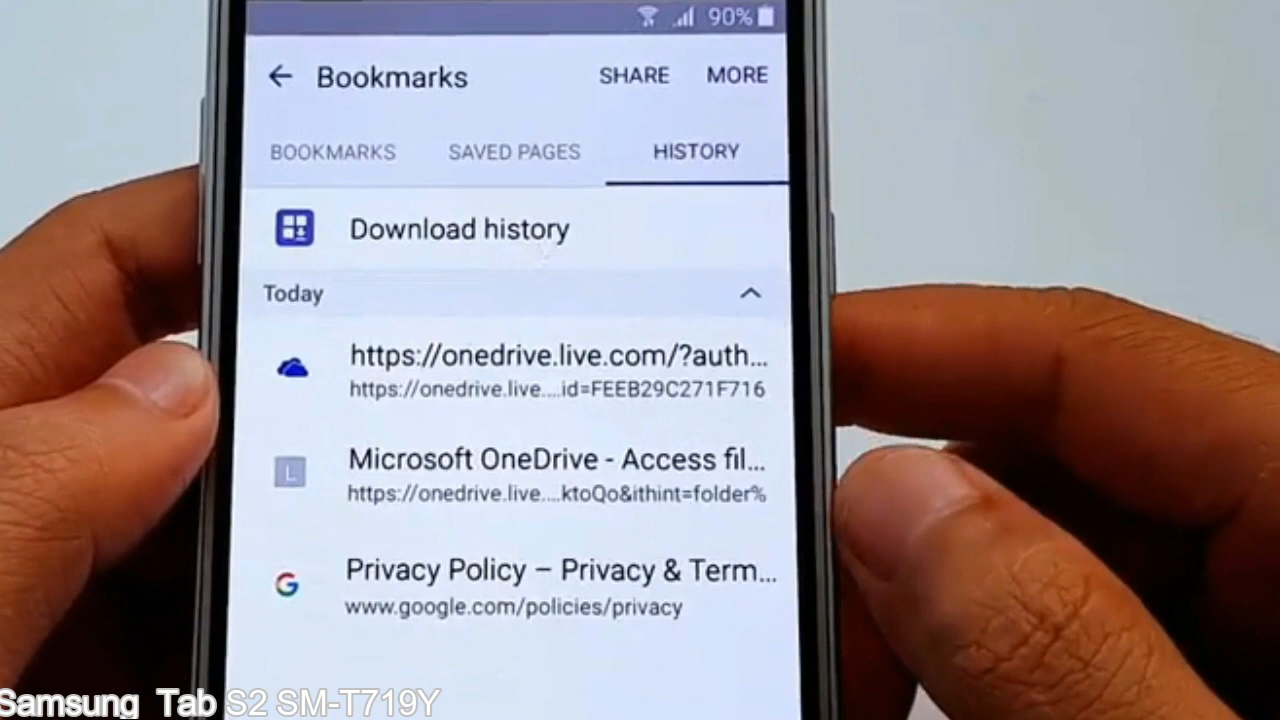 90%
Bookmarks SHARE MORE
BOOKMARKS SAVED PAGES HISTORY
Download history
Today
https://onedrive.live.com/?auth...
https://onedrive.live....id=FEEB29C271F716
L
Microsoft OneDrive - Access fil...
https://onedrive.live....ktoQo&ithint=folder%
G
Privacy Policy – Privacy & Term...
www.google.com/policies/privacy
Samsung Tab S2 SM-T719Y